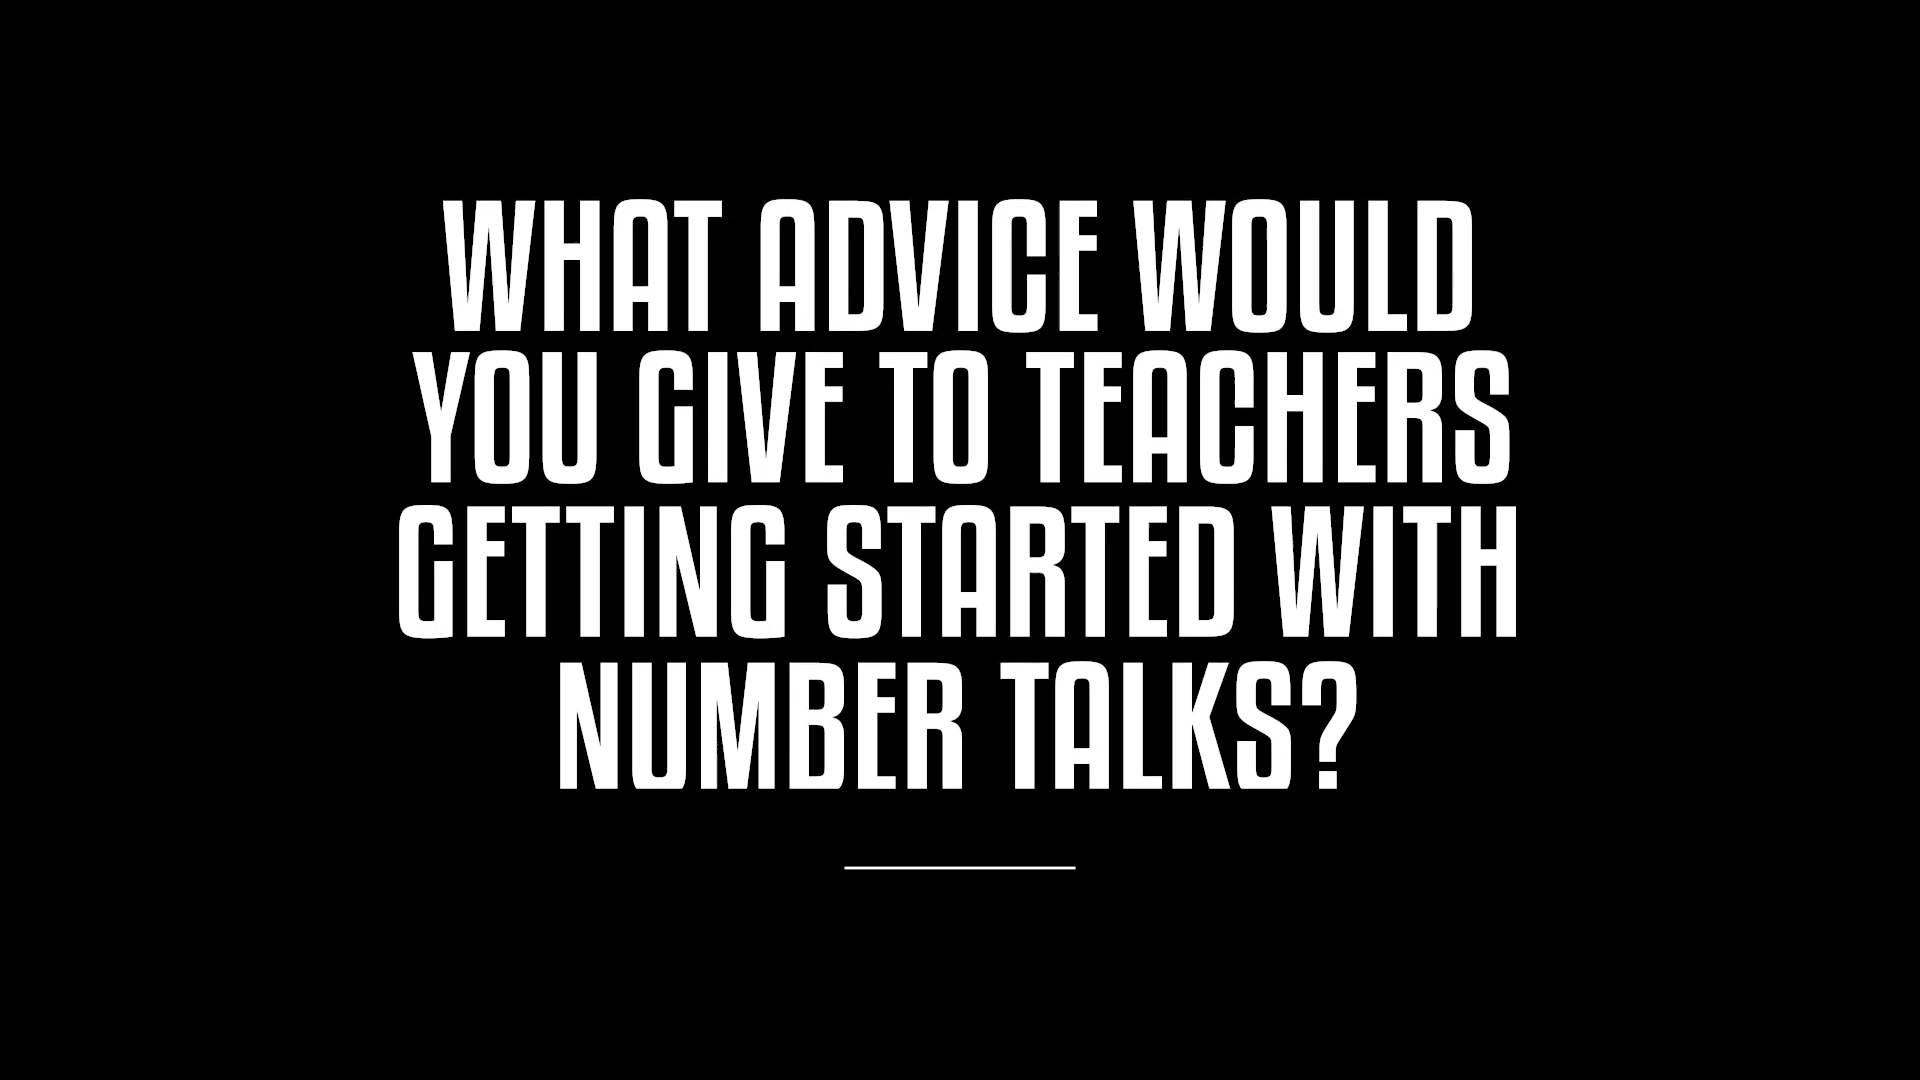 WHAT ADVICE WOULD
YOU GIVE TO TEACHERS
GETTING STARTED WITH
NUMBER TALKS?